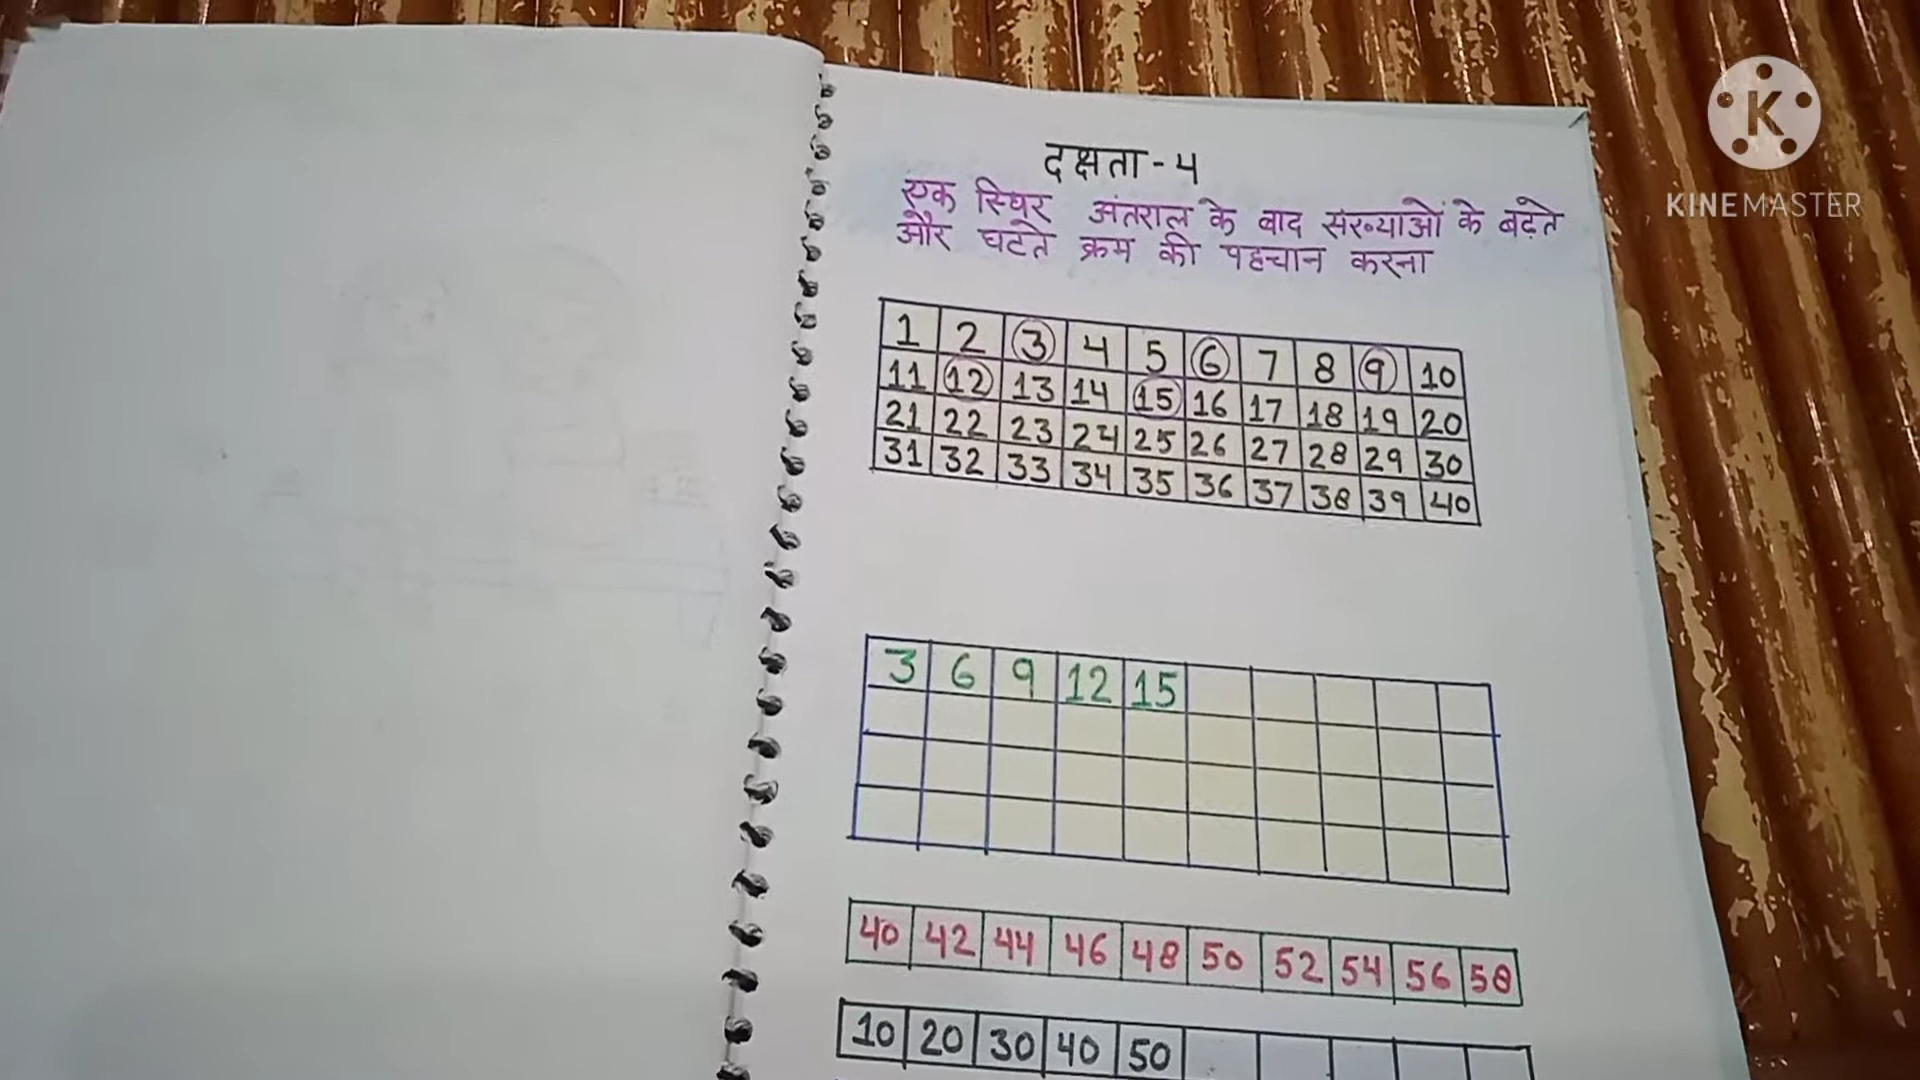 दक्षता - ५
एक स्थिर अंतराल के बाद संख्याओं के बढ़ते
और घटते क्रम की पहचान करना
1 2 3 4 5 6 7 8 9 10
11 12 13 14 15 16 17 18 19 20
21 22 23 24 25 26 27 28 29 30
31 32 33 34 35 36 37 38 39 40
3 6 9 12 15
40 42 44 46 48 50 52 54 56 58
10 20 30 40 50
K
KINEMASTER